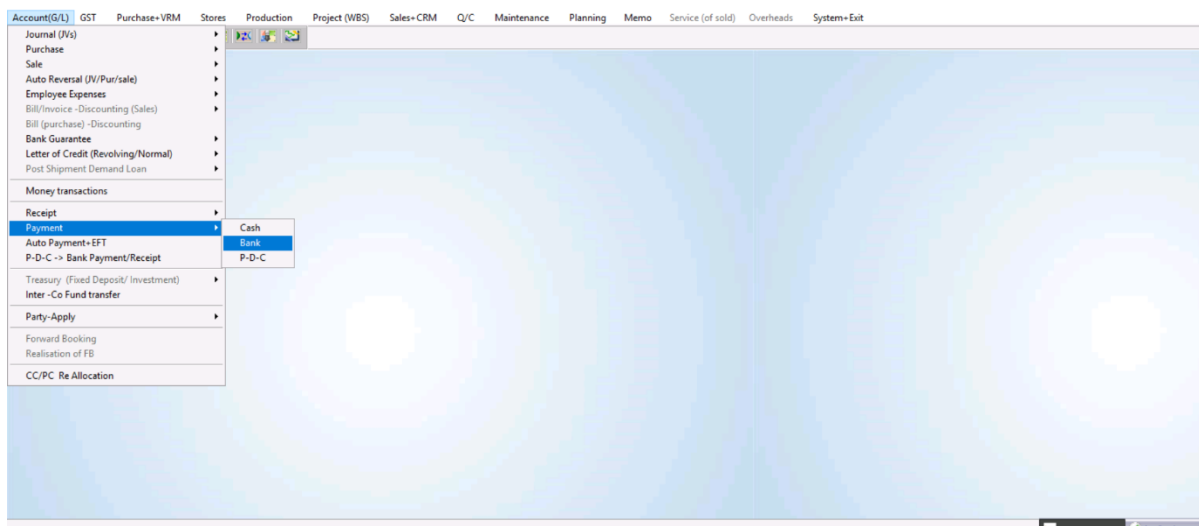 Account(G/L) GST Purchase+VRM Stores Production Project (WBS) Sales+CRM Q/C Maintenance Planning Memo Service (of sold) Overheads System+Exit
Journal (JVs)
Purchase
Sale
Auto Reversal (JV/Pur/sale)
Employee Expenses
Bill/Invoice -Discounting (Sales)
Bill (purchase) -Discounting
Bank Guarantee
Letter of Credit (Revolving/Normal)
Post Shipment Demand Loan
Money transactions
Receipt
Payment
Cash
Auto Payment+EFT
Bank
P-D-C -> Bank Payment/Receipt
P-D-C
Treasury (Fixed Deposit/ Investment)
Inter -Co Fund transfer
Party-Apply
Forward Booking
Realisation of FB
CC/PC Re Allocation